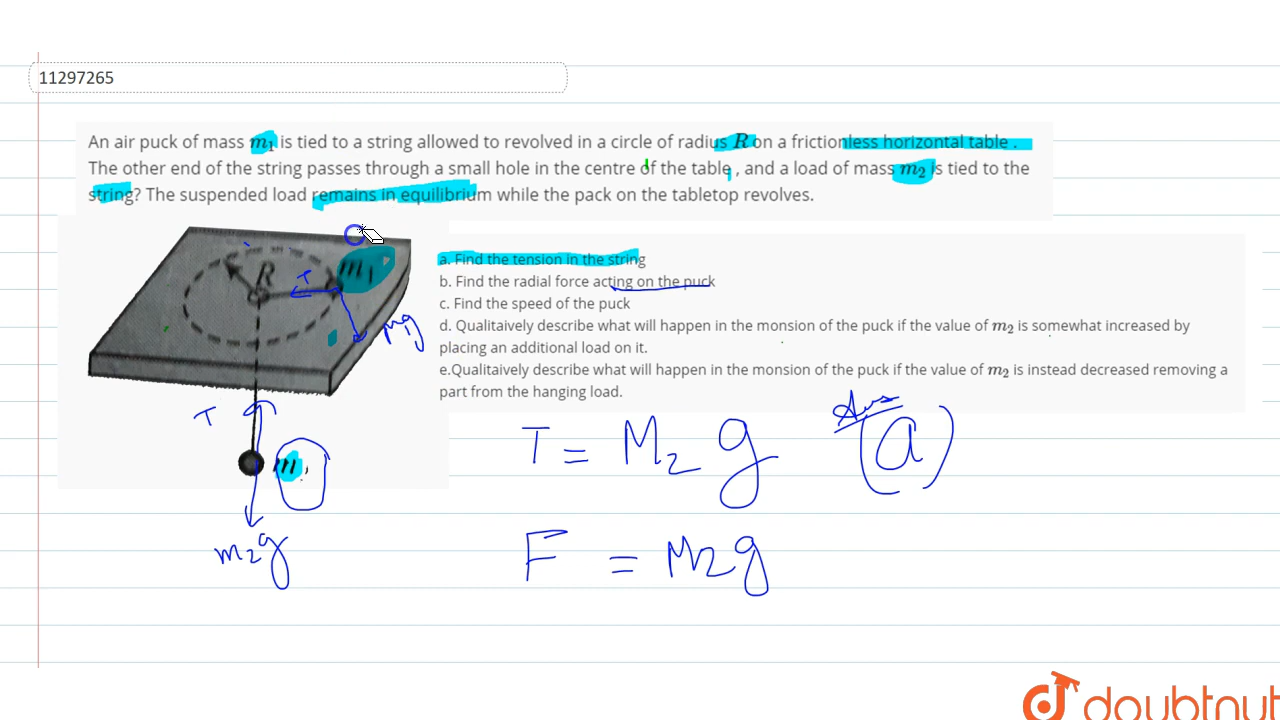 11297265
An air puck of mass m1 is tied to a string allowed to revolved in a circle of radius R on a frictionless horizontal table .
The other end of the string passes through a small hole in the centre of the table , and a load of mass m2 is tied to the
string? The suspended load remains in equilibrium while the pack on the tabletop revolves.
R
m1
T
mg
T
m
m2g
a. Find the tension in the string
b. Find the radial force acting on the puck
c. Find the speed of the puck
d. Qualitaively describe what will happen in the monsion of the puck if the value of m2 is somewhat increased by
placing an additional load on it.
e.Qualitaively describe what will happen in the monsion of the puck if the value of m2 is instead decreased removing a
part from the hanging load.
T = M2 g Ans (a)
F = M2g
doubtnut